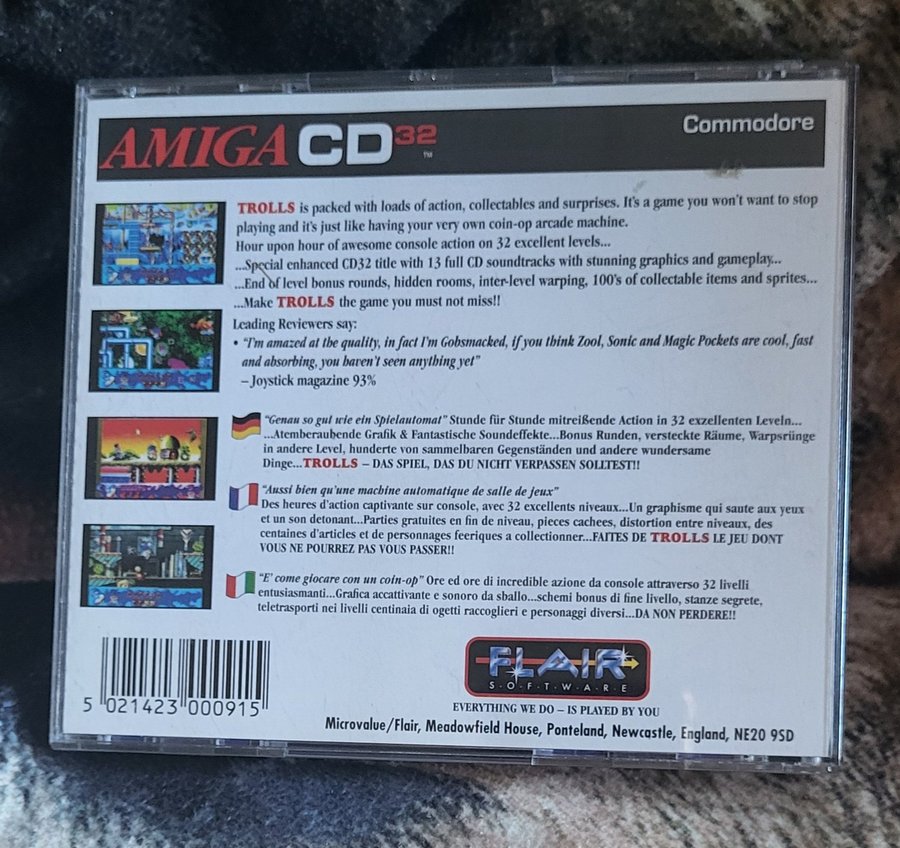 AMIGA CD32 ™
Commodore
TROLLS is packed with loads of action, collectables and surprises. It's a game you won't want to stop
playing and it's just like having your very own coin-op arcade machine.
Hour upon hour of awesome console action on 32 excellent levels...
...Special enhanced CD32 title with 13 full CD soundtracks with stunning graphics and gameplay...
...End of level bonus rounds, hidden rooms, inter-level warping, 100's of collectable items and sprites...
...Make TROLLS the game you must not miss!!
Leading Reviewers say:
• "I'm amazed at the quality, in fact I'm Gobsmacked, if you think Zool, Sonic and Magic Pockets are cool, fast
and absorbing, you haven't seen anything yet"
– Joystick magazine 93%
"Genau so gut wie ein Spielautomat" Stunde für Stunde mitreißende Action in 32 exzellenten Leveln...
...Atemberaubende Grafik & Fantastische Soundeffekte...Bonus Runden, versteckte Räume, Warpsrünge
in andere Level, hunderte von sammelbaren Gegenständen und andere wundersame
Dinge...TROLLS – DAS SPIEL, DAS DU NICHT VERPASSEN SOLLTEST!!
"Aussi bien qu'une machine automatique de salle de jeux"
Des heures d'action captivante sur console, avec 32 excellents niveaux...Un graphisme qui saute aux yeux
et un son detonant...Parties gratuites en fin de niveau, pieces cachees, distortion entre niveaux, des
centaines d'articles et de personnages feeriques a collectionner...FAITES DE TROLLS LE JEU DONT
VOUS NE POURREZ PAS VOUS PASSER!!
"E' come giocare con un coin-op" Ore ed ore di incredible azione da console attraverso 32 livelli
entusiasmanti...Grafica accattivante e sonoro da sballo...schemi bonus di fine livello, stanze segrete,
teletrasporti nei livelli centinaia di ogetti raccoglieri e personaggi diversi...DA NON PERDERE!!
FLAIR
SOFTWARE
5 021423 000915
EVERYTHING WE DO – IS PLAYED BY YOU
Microvalue/Flair, Meadowfield House, Ponteland, Newcastle, England, NE20 9SD